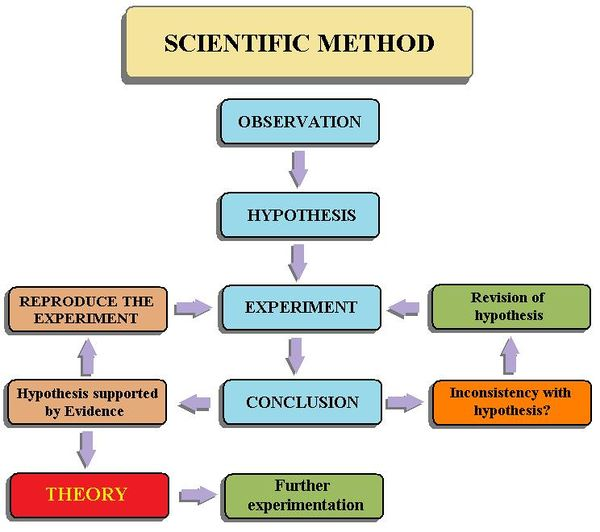 SCIENTIFIC METHOD
OBSERVATION
HYPOTHESIS
REPRODUCE THE
EXPERIMENT
EXPERIMENT
Revision of
hypothesis
Hypothesis supported
by Evidence
CONCLUSION
Inconsistency with
hypothesis?
THEORY
Further
experimentation